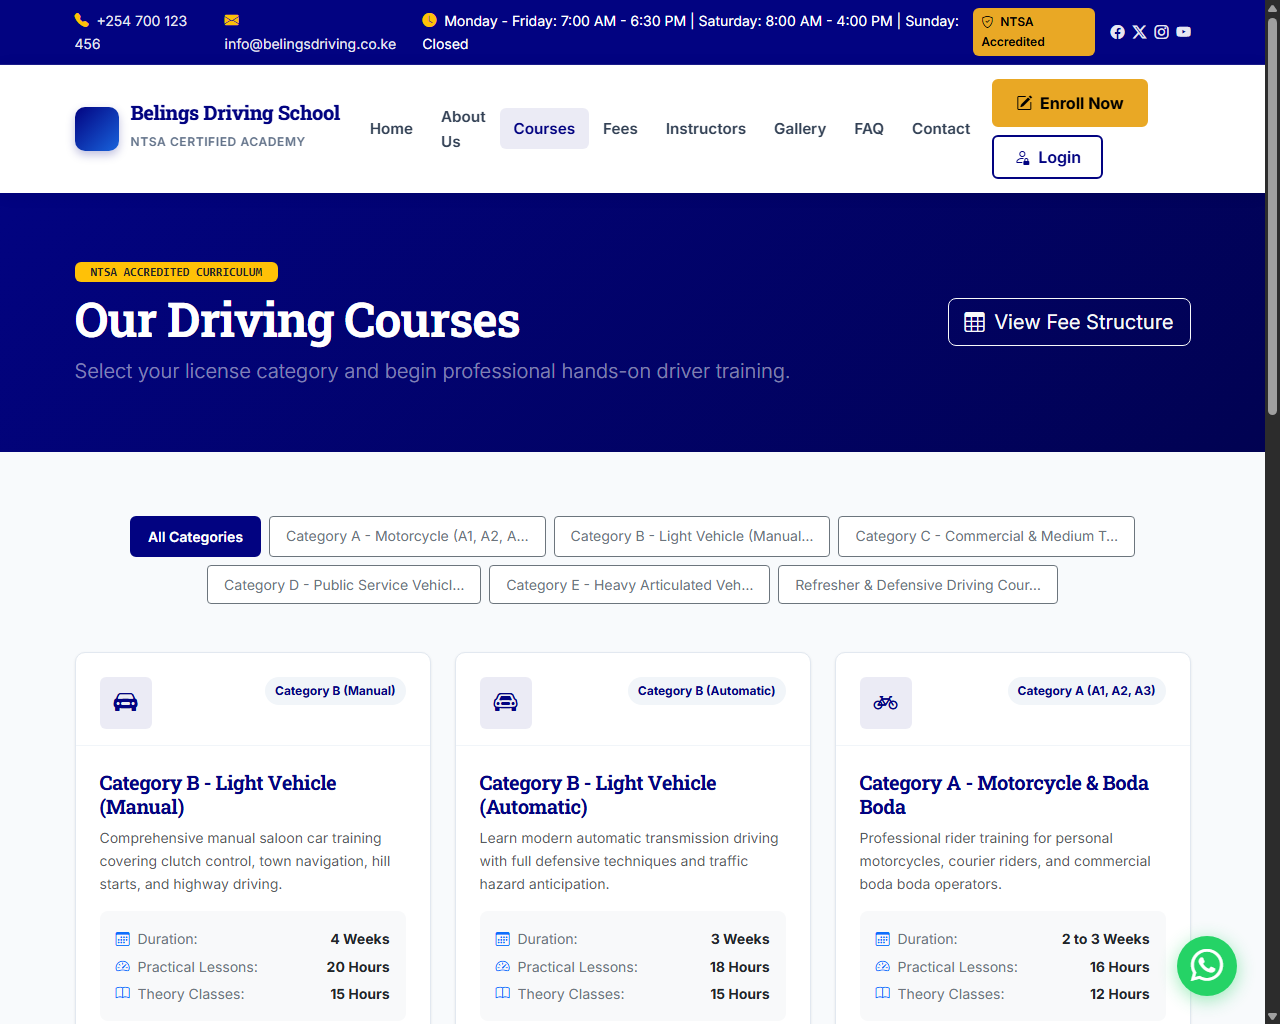 +254 700 123
456
info@belingsdriving.co.ke
Monday - Friday: 7:00 AM - 6:30 PM | Saturday: 8:00 AM - 4:00 PM | Sunday:
Closed
NTSA
Accredited
Belings Driving School
NTSA CERTIFIED ACADEMY
Home
About
Us
Courses
Fees
Instructors
Gallery
FAQ
Contact
Enroll Now
Login
NTSA ACCREDITED CURRICULUM
Our Driving Courses
Select your license category and begin professional hands-on driver training.
View Fee Structure
All Categories
Category A - Motorcycle (A1, A2, A...
Category B - Light Vehicle (Manual...
Category C - Commercial & Medium T...
Category D - Public Service Vehicl...
Category E - Heavy Articulated Veh...
Refresher & Defensive Driving Cour...
Category B (Manual)
Category B - Light Vehicle
(Manual)
Comprehensive manual saloon car training
covering clutch control, town navigation, hill
starts, and highway driving.
Duration: 4 Weeks
Practical Lessons: 20 Hours
Theory Classes: 15 Hours
Category B (Automatic)
Category B - Light Vehicle
(Automatic)
Learn modern automatic transmission driving
with full defensive techniques and traffic
hazard anticipation.
Duration: 3 Weeks
Practical Lessons: 18 Hours
Theory Classes: 15 Hours
Category A (A1, A2, A3)
Category A - Motorcycle & Boda
Boda
Professional rider training for personal
motorcycles, courier riders, and commercial
boda boda operators.
Duration: 2 to 3 Weeks
Practical Lessons: 16 Hours
Theory Classes: 12 Hours